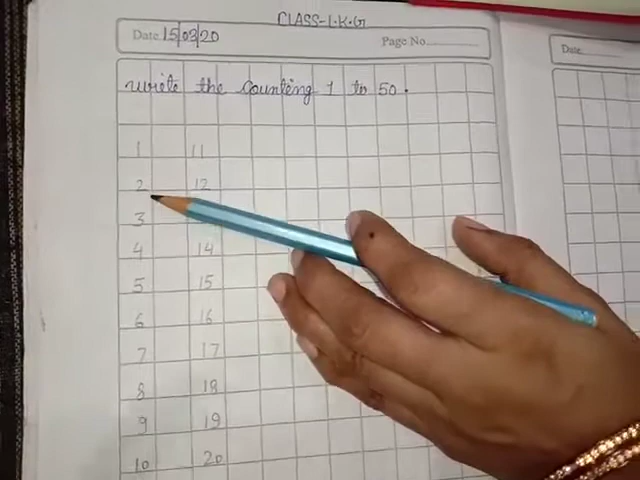 CLASS-L.K.G
Date 15|03|20 Page No.
Date
write the counting 1 to 50.
1 11
2 12
3
4 14
5 15
6 16
7 17
8 18
9 19
10 20